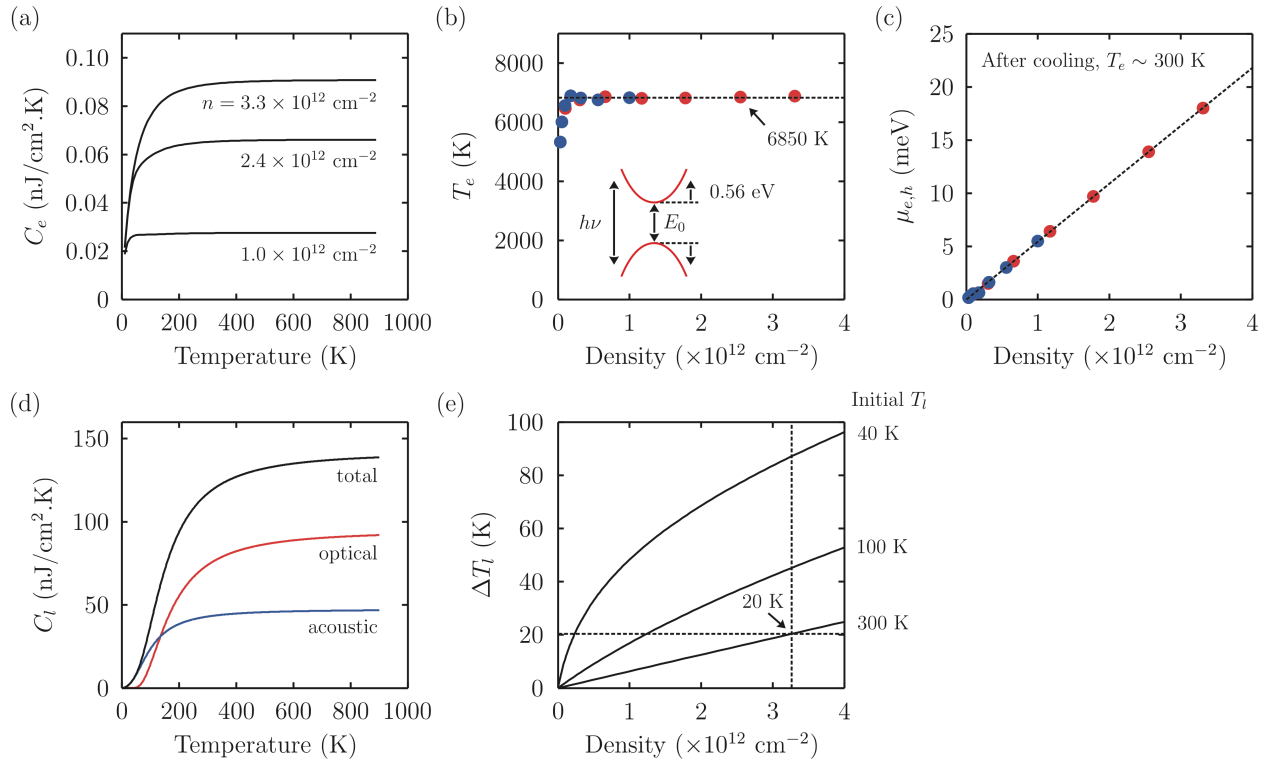 (a)
C_e (nJ/cm².K)
0.10
0.08
0.06
0.04
0.02
0
n = 3.3 × 10¹² cm⁻²
2.4 × 10¹² cm⁻²
1.0 × 10¹² cm⁻²
0 200 400 600 800 1000
Temperature (K)
(b)
T_e (K)
8000
6000
4000
2000
0
6850 K
0.56 eV
hν
E₀
0 1 2 3 4
Density (×10¹² cm⁻²)
(c)
μ_{e,h} (meV)
25
20
15
10
5
0
After cooling, T_e ∼ 300 K
0 1 2 3 4
Density (×10¹² cm⁻²)
(d)
C_l (nJ/cm².K)
150
100
50
0
total
optical
acoustic
0 200 400 600 800 1000
Temperature (K)
(e)
ΔT_l (K)
100
80
60
40
20
0
20 K
Initial T_l
40 K
100 K
300 K
0 1 2 3 4
Density (×10¹² cm⁻²)